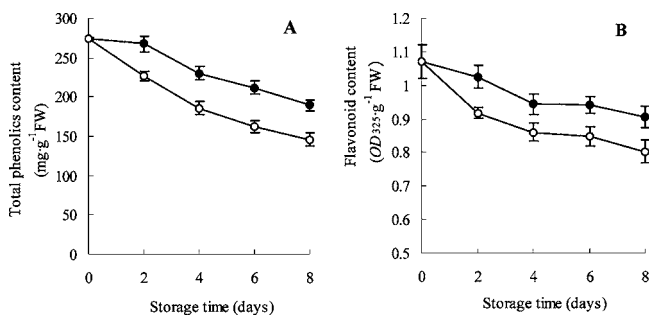 A
Total phenolics content
(mg·g⁻¹FW)
300
250
200
150
100
50
0
0 2 4 6 8
Storage time (days)
B
Flavonoid content
(OD325·g⁻¹ FW)
1.2
1.1
1
0.9
0.8
0.7
0.6
0.5
0 2 4 6 8
Storage time (days)